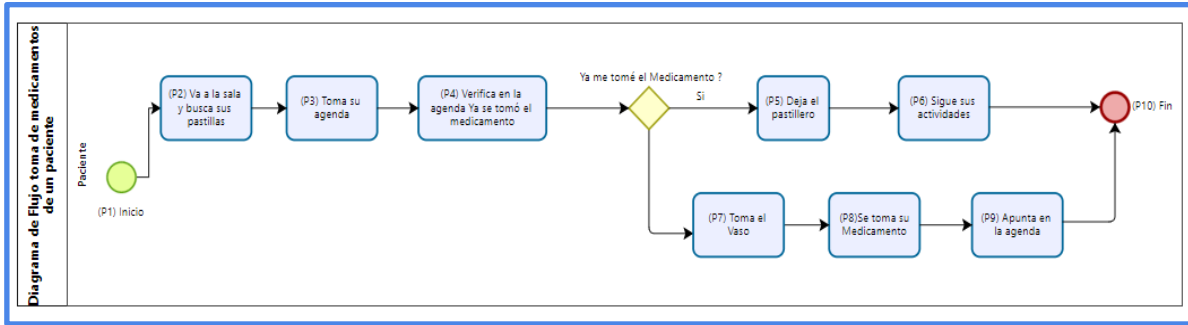 Diagrama de Flujo toma de medicamentos
de un paciente
Paciente
(P1) Inicio
(P2) Va a la sala
y busca sus
pastillas
(P3) Toma su
agenda
(P4) Verifica en la
agenda Ya se tomó el
medicamento
Ya me tomé el Medicamento ?
Si
(P5) Deja el
pastillero
(P6) Sigue sus
actividades
(P10) Fin
(P7) Toma el
Vaso
(P8)Se toma su
Medicamento
(P9) Apunta en
la agenda